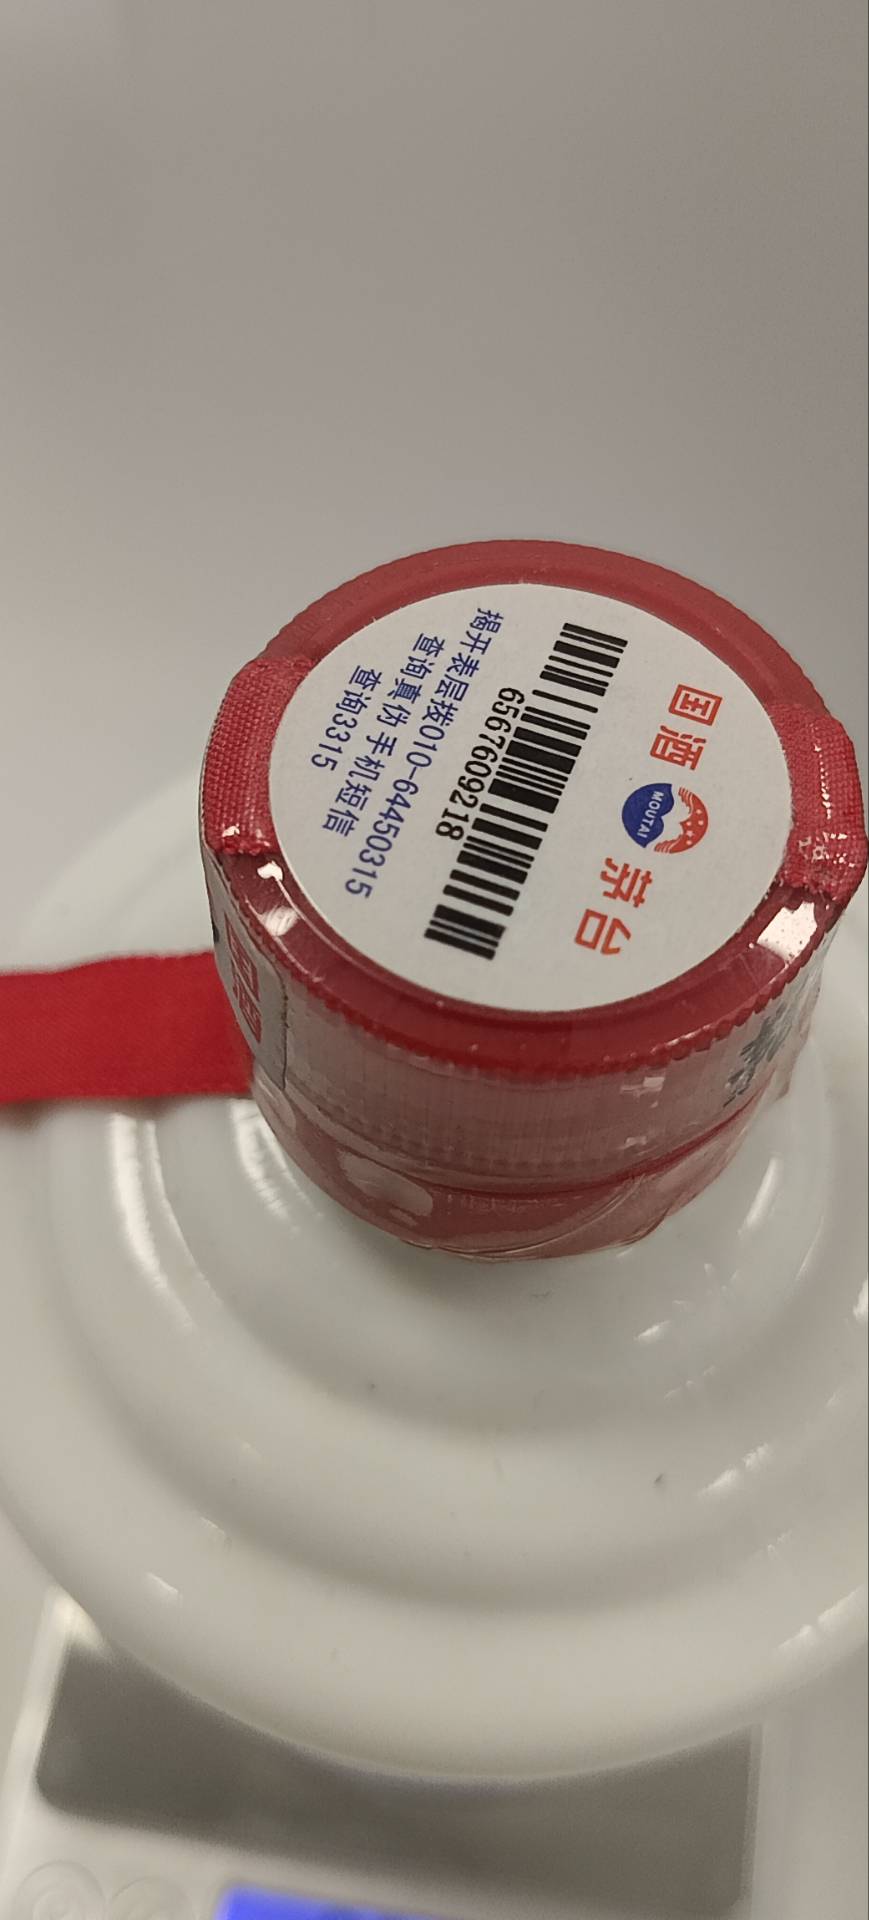 国酒 茅台
MOUTAI
6567609218
揭开表层拨010-64450315
查询真伪 手机短信
查询3315